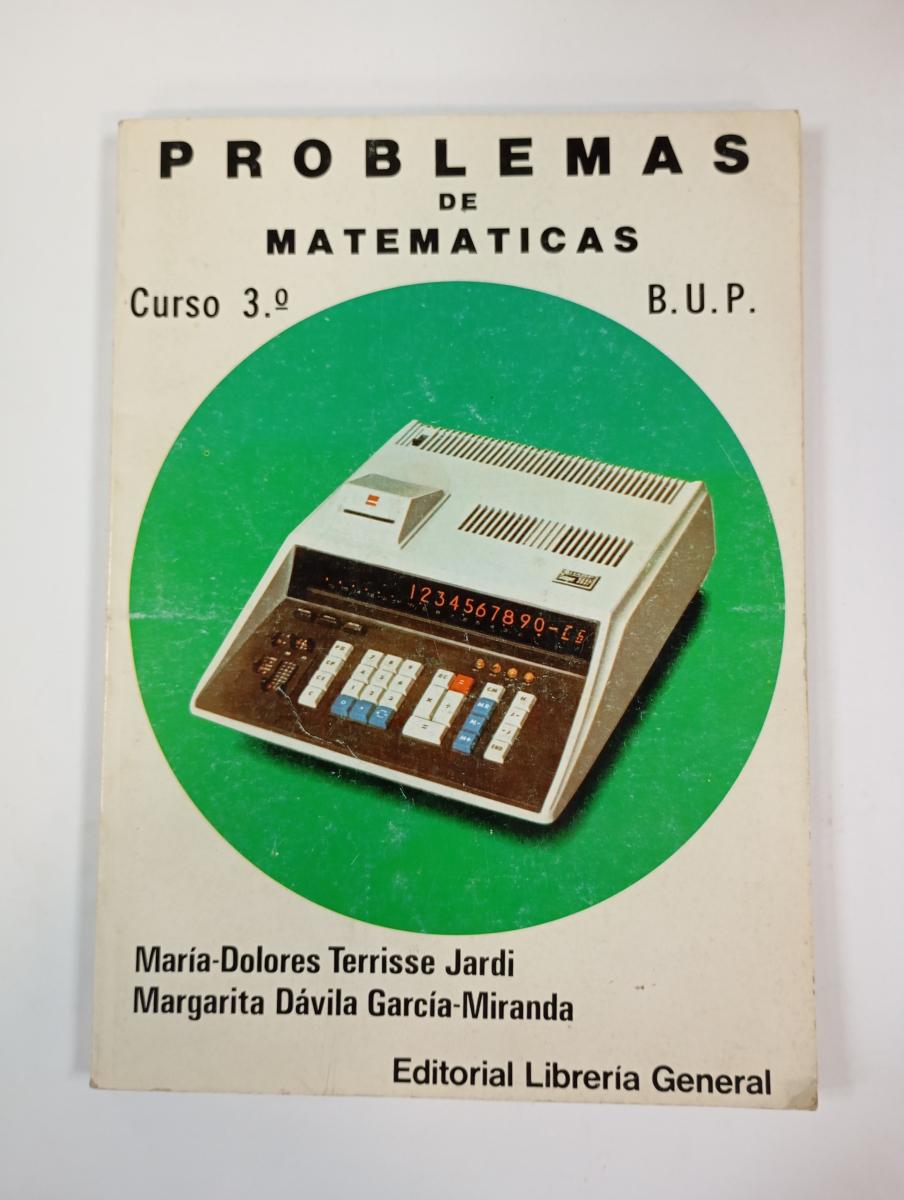 PROBLEMAS
DE
MATEMATICAS
Curso 3.º
B.U.P.
1234567890-
María-Dolores Terrisse Jardi
Margarita Dávila García-Miranda
Editorial Librería General